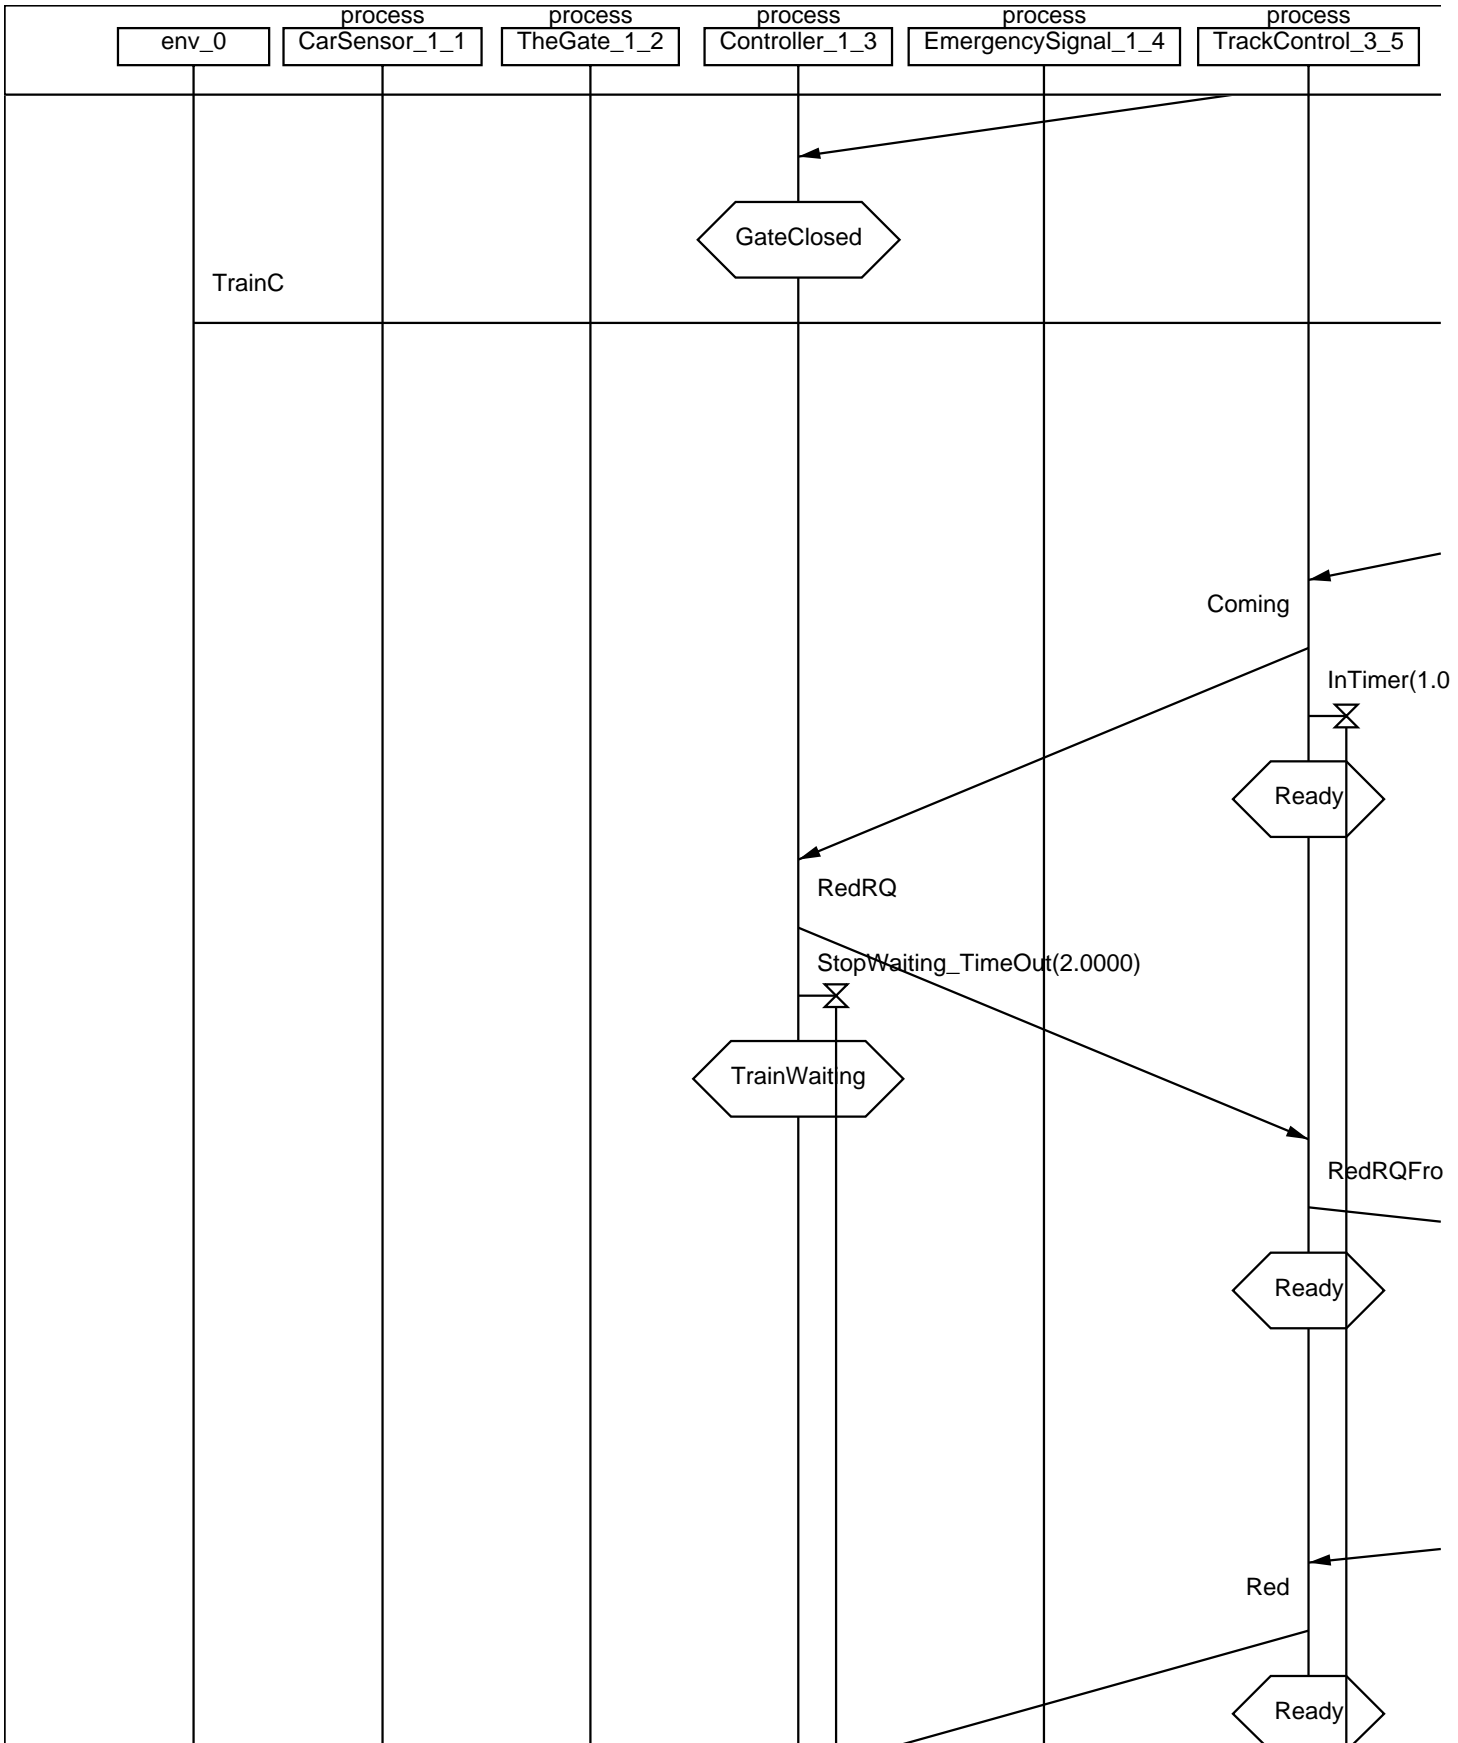 process process process process process
env_0 CarSensor_1_1 TheGate_1_2 Controller_1_3 EmergencySignal_1_4 TrackControl_3_5
GateClosed
TrainC
Coming
InTimer(1.0
Ready
RedRQ
StopWaiting_TimeOut(2.0000)
TrainWaiting
RedRQFro
Ready
Red
Ready